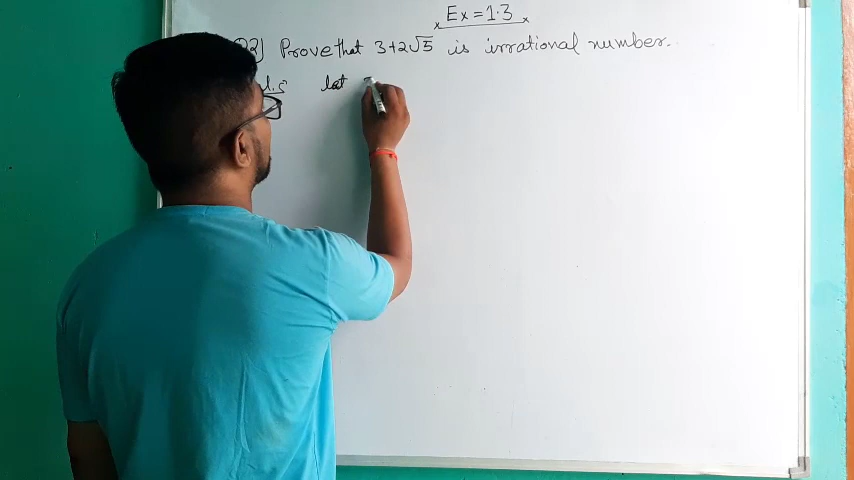 Ex = 1.3
Prove that 3+2√5 is irrational number.
let